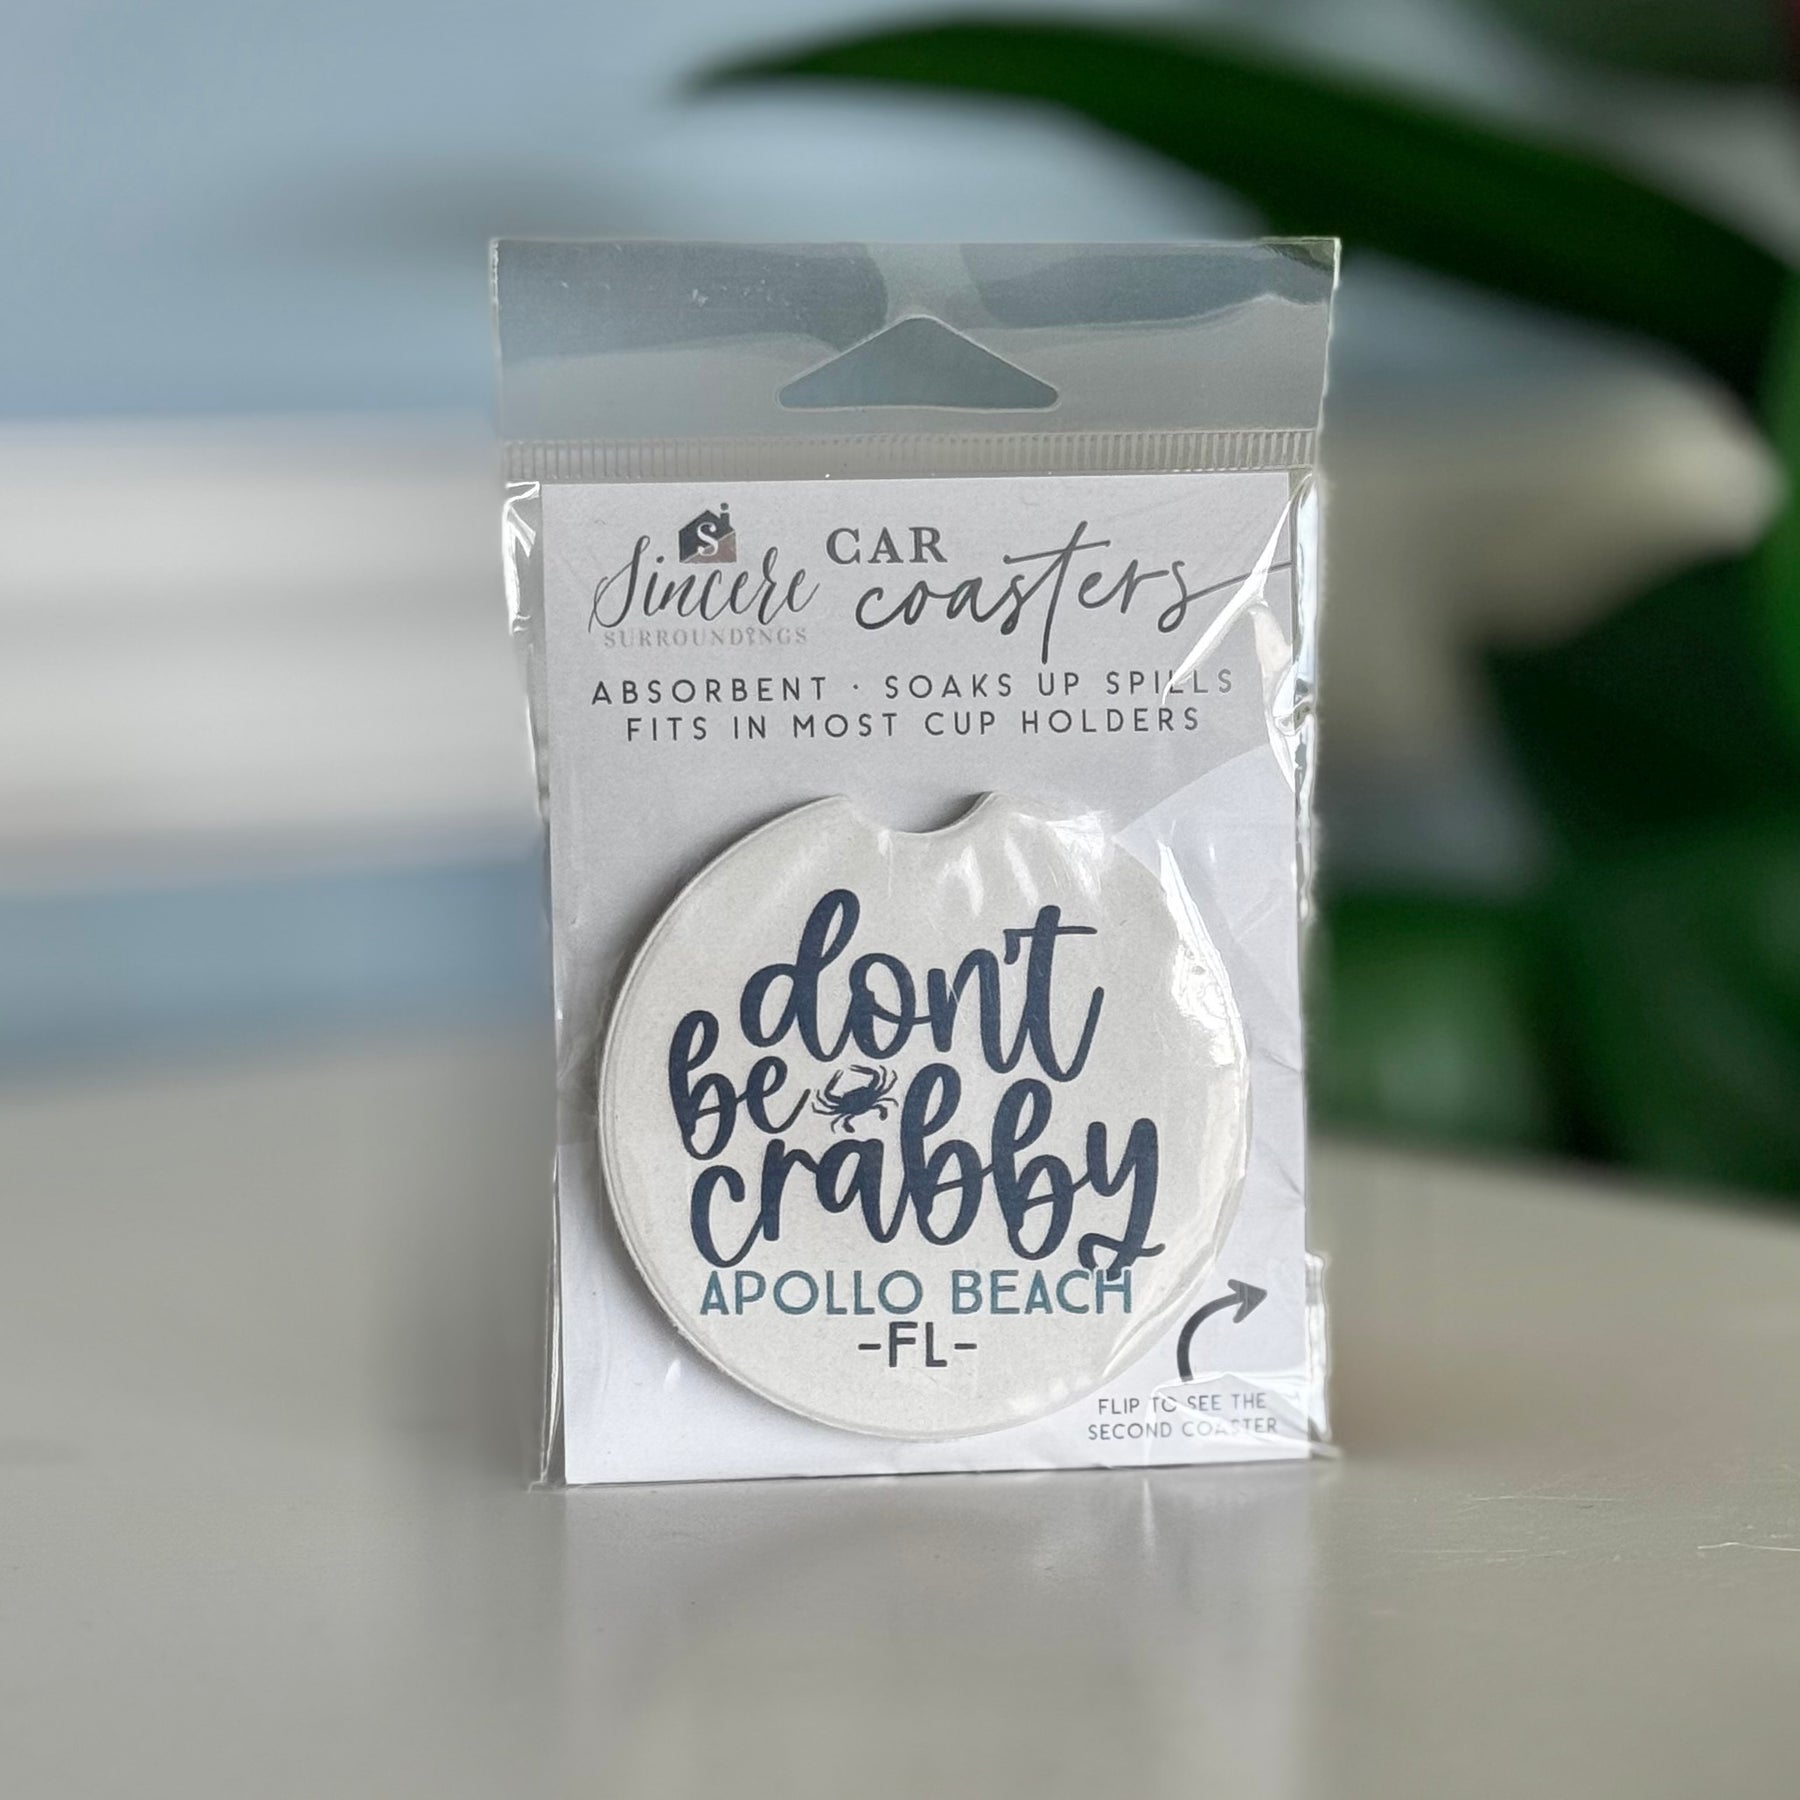 S
Sincere
SURROUNDINGS
CAR
coasters
ABSORBENT · SOAKS UP SPILLS
FITS IN MOST CUP HOLDERS
don't
be
crabby
APOLLO BEACH
-FL-
FLIP TO SEE THE
SECOND COASTER